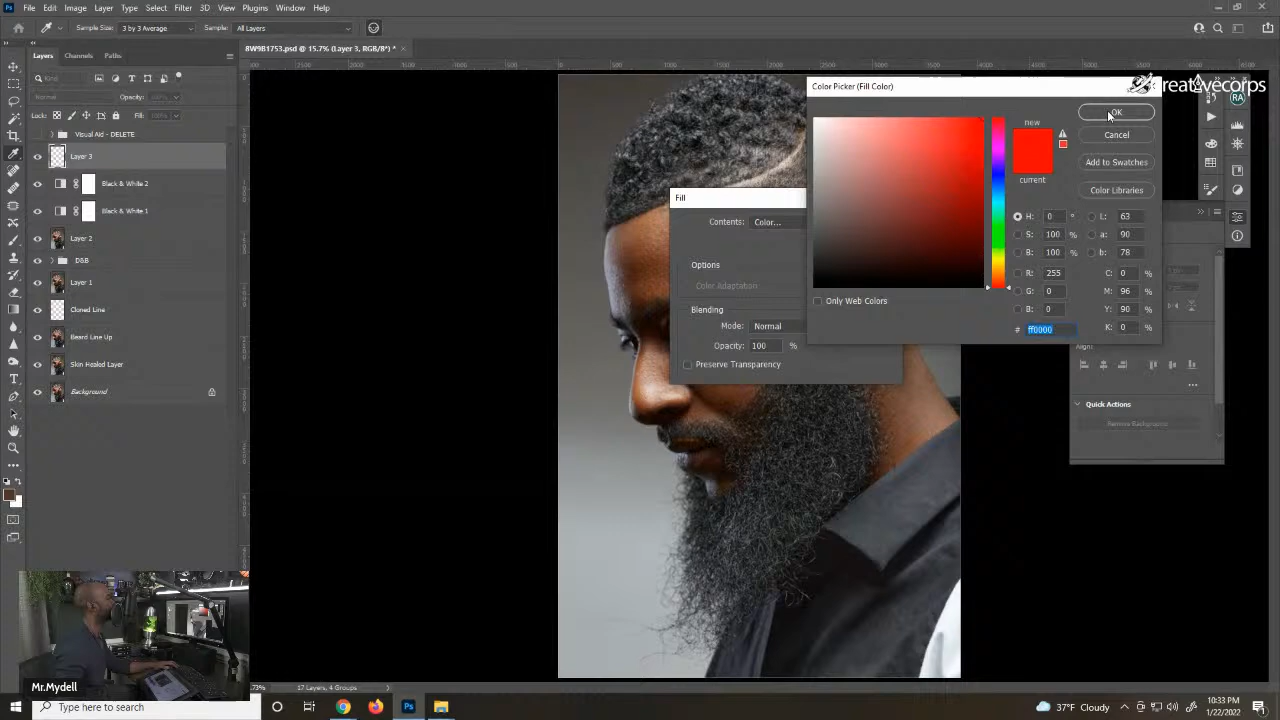 Ps File Edit Image Layer Type Select Filter 3D View Plugins Window Help
Sample Size: 3 by 3 Average Sample: All Layers
Layers Channels Paths
8W9B1753.psd @ 15.7% (Layer 3, RGB/8*) *
Kind
Normal Opacity: 100%
Lock: Fill: 100%
Visual Aid - DELETE
Layer 3
Black & White 2
Black & White 1
Layer 2
D&B
Layer 1
Cloned Line
Beard Line Up
Skin Healed Layer
Background
Fill
Contents: Color...
Options
Color Adaptation
Blending
Mode: Normal
Opacity: 100 %
Preserve Transparency
Color Picker (Fill Color)
new
current
OK
Cancel
Add to Swatches
Color Libraries
H: 0 °
S: 100 %
B: 100 %
R: 255
G: 0
B: 0
L: 63
a: 90
b: 78
C: 0 %
M: 96 %
Y: 90 %
K: 0 %
# ff0000
Only Web Colors
reativecorps
RA
Align
Quick Actions
Remove Background
Mr.Mydell
17 Layers, 4 Groups
Type here to search
Ps
37°F Cloudy
10:33 PM
1/22/2022